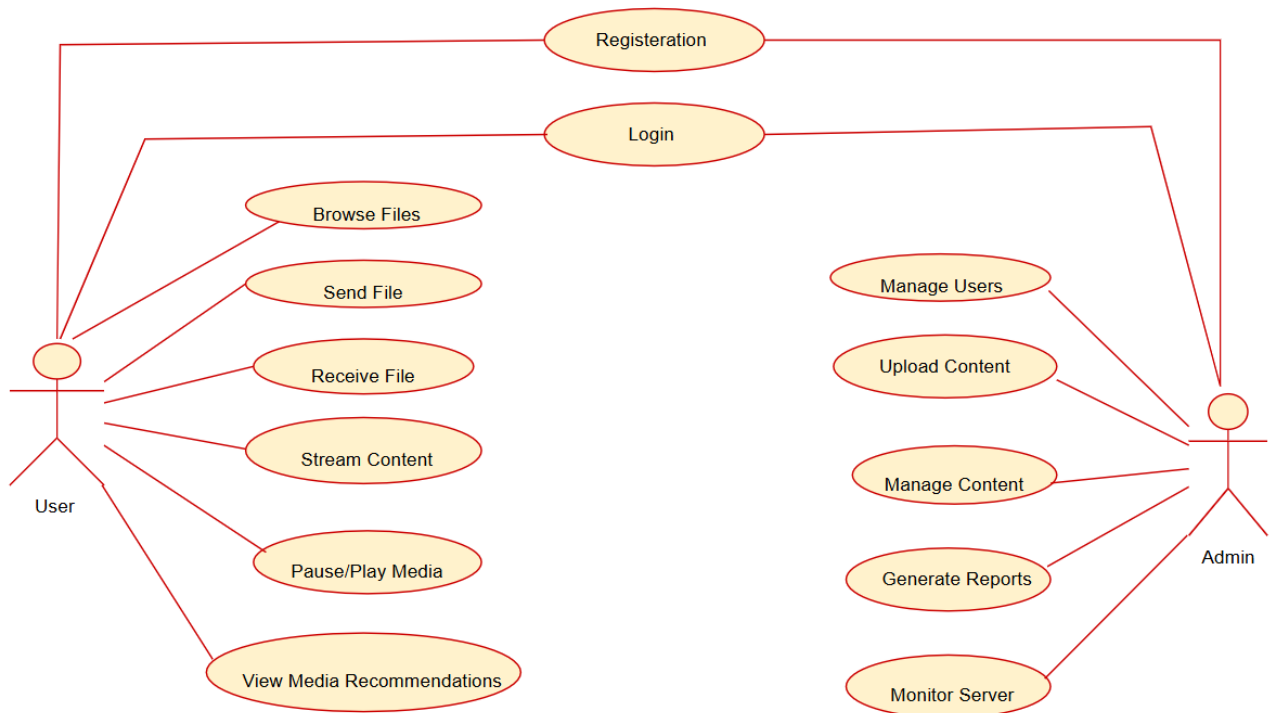 Registeration
Login
Browse Files
Send File
Manage Users
Receive File
Upload Content
Stream Content
Manage Content
User
Pause/Play Media
Generate Reports
Admin
View Media Recommendations
Monitor Server